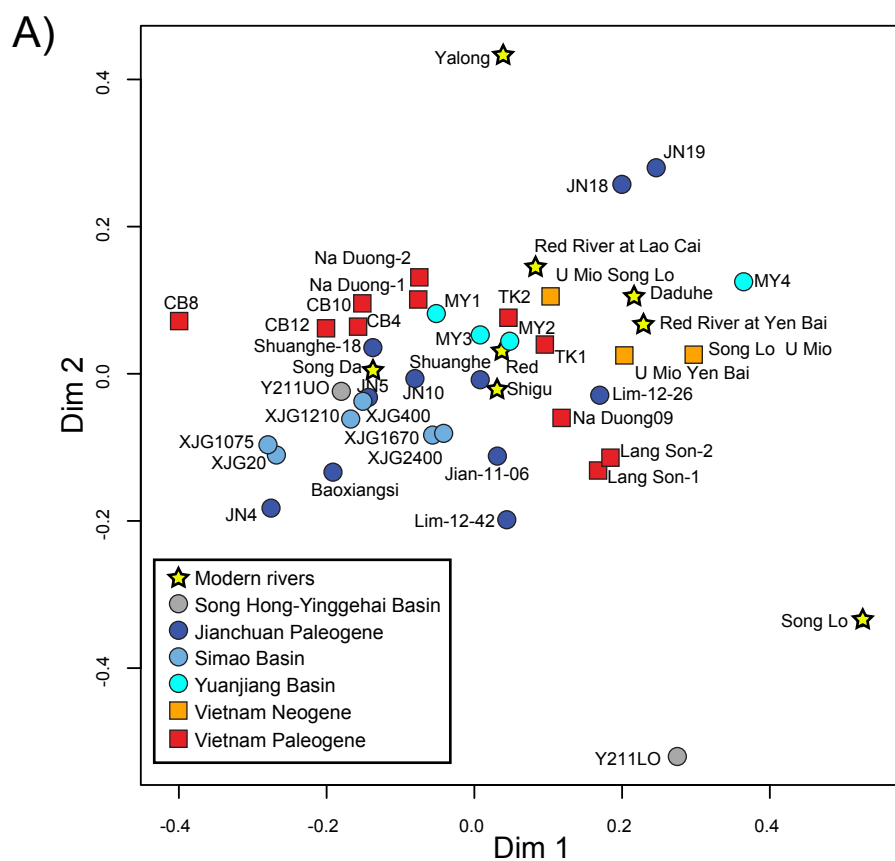 A)
Yalong
JN19
JN18
Red River at Lao Cai
Na Duong-2
U Mio Song Lo
Na Duong-1
MY4
Daduhe
CB8
CB10
MY1
TK2
CB12
CB4
Red River at Yen Bai
MY3
MY2
Shuanghe-18
Shuanghe
TK1
Song Lo U Mio
Song Da
Red
U Mio Yen Bai
Y211UO
JN5
JN10
Shigu
Lim-12-26
XJG1210
XJG400
Na Duong09
XJG1075
XJG1670
XJG20
XJG2400
Lang Son-2
Baoxiangsi
Jian-11-06
Lang Son-1
JN4
Lim-12-42
Song Lo
Y211LO
Modern rivers
Song Hong-Yinggehai Basin
Jianchuan Paleogene
Simao Basin
Yuanjiang Basin
Vietnam Neogene
Vietnam Paleogene
Dim 2
0.4
0.2
0.0
-0.2
-0.4
-0.4 -0.2 0.0 0.2 0.4
Dim 1